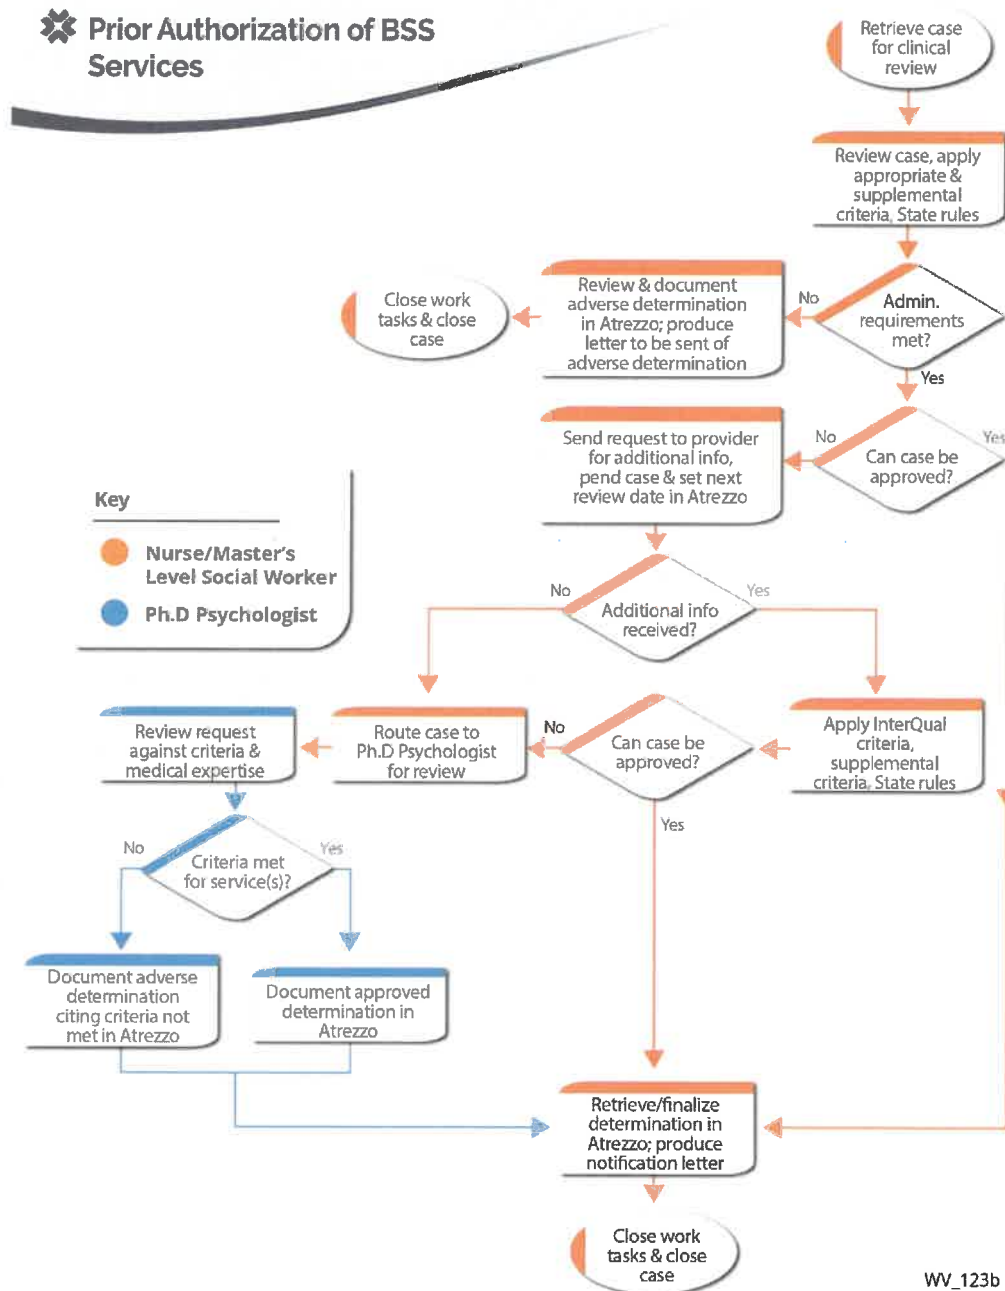 Prior Authorization of BSS
Services
Retrieve case
for clinical
review
Review case, apply
appropriate &
supplemental
criteria, State rules
Admin.
requirements
met?
No
Yes
Review & document
adverse determination
in Atrezzo; produce
letter to be sent of
adverse determination
Close work
tasks & close
case
Can case be
approved?
No
Yes
Send request to provider
for additional info,
pend case & set next
review date in Atrezzo
Key
Nurse/Master's
Level Social Worker
Ph.D Psychologist
Additional info
received?
No
Yes
Apply InterQual
criteria,
supplemental
criteria, State rules
Can case be
approved?
No
Yes
Route case to
Ph.D Psychologist
for review
Review request
against criteria &
medical expertise
Criteria met
for service(s)?
No
Yes
Document adverse
determination
citing criteria not
met in Atrezzo
Document approved
determination in
Atrezzo
Retrieve/finalize
determination in
Atrezzo; produce
notification letter
Close work
tasks & close
case
WV_123b